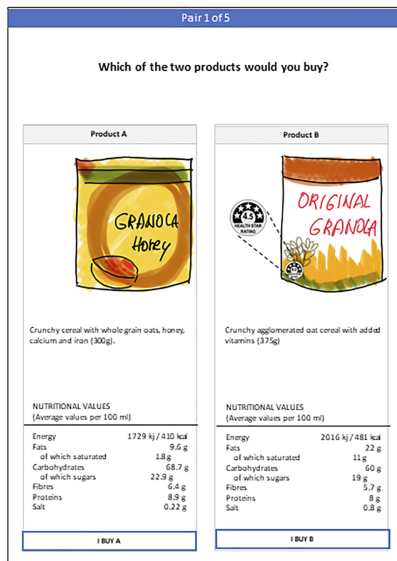 Pair 1 of 5
Which of the two products would you buy?
Product A
GRANOLA
Honey
Crunchy cereal with whole grain oats, honey,
calcium and iron (300g).
NUTRITIONAL VALUES
(Average values per 100 ml)
Energy 1729 kj / 410 kcal
Fats 9.6 g
of which saturated 1.8 g
Carbohydrates 68.7 g
of which sugars 22.9 g
Fibres 6.4 g
Proteins 8.9 g
Salt 0.22 g
I BUY A
Product B
4.5
HEALTH STAR
RATING
ORIGINAL
GRANOLA
4.5
Crunchy agglomerated oat cereal with added
vitamins (375g)
NUTRITIONAL VALUES
(Average values per 100 ml)
Energy 2016 kj / 481 kcal
Fats 22 g
of which saturated 11 g
Carbohydrates 60 g
of which sugars 19 g
Fibres 5.7 g
Proteins 8 g
Salt 0.8 g
I BUY B